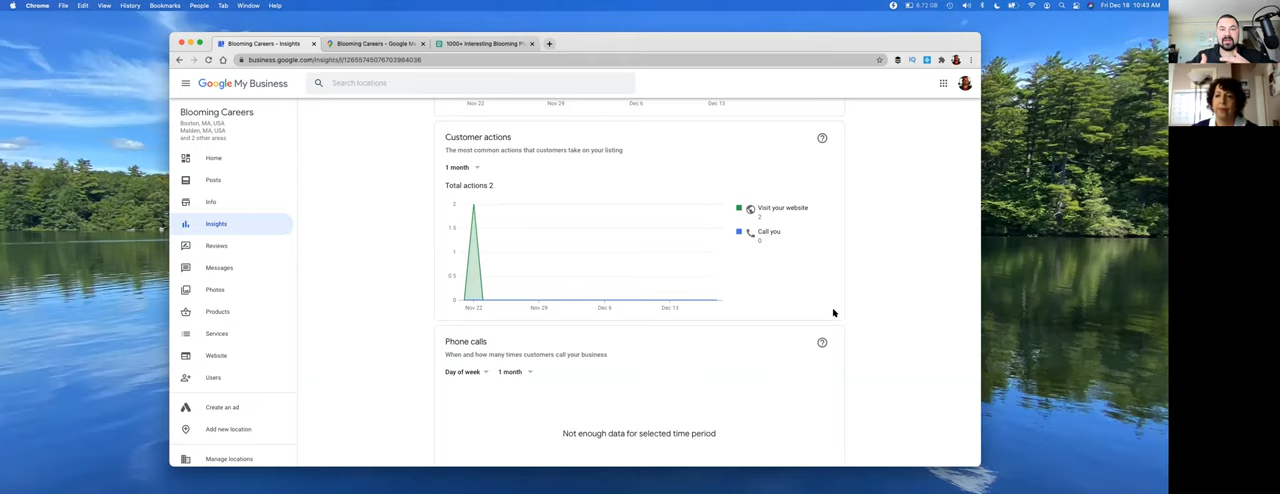 Chrome File Edit View History Bookmarks People Tab Window Help
6.72 GB Fri Dec 18 10:43 AM
Blooming Careers - Insights
Blooming Careers - Google M
1000+ Interesting Blooming P
business.google.com/insights/l/12655745076703984036
Google My Business
Search locations
Blooming Careers
Boston, MA, USA
Malden, MA, USA
and 2 other areas
Home
Posts
Info
Insights
Reviews
Messages
Photos
Products
Services
Website
Users
Create an ad
Add new location
Manage locations
Nov 22 Nov 29 Dec 6 Dec 13
Customer actions
The most common actions that customers take on your listing
1 month
Total actions 2
2
1.5
1
0.5
0
Nov 22 Nov 29 Dec 6 Dec 13
Visit your website
2
Call you
0
Phone calls
When and how many times customers call your business
Day of week 1 month
Not enough data for selected time period